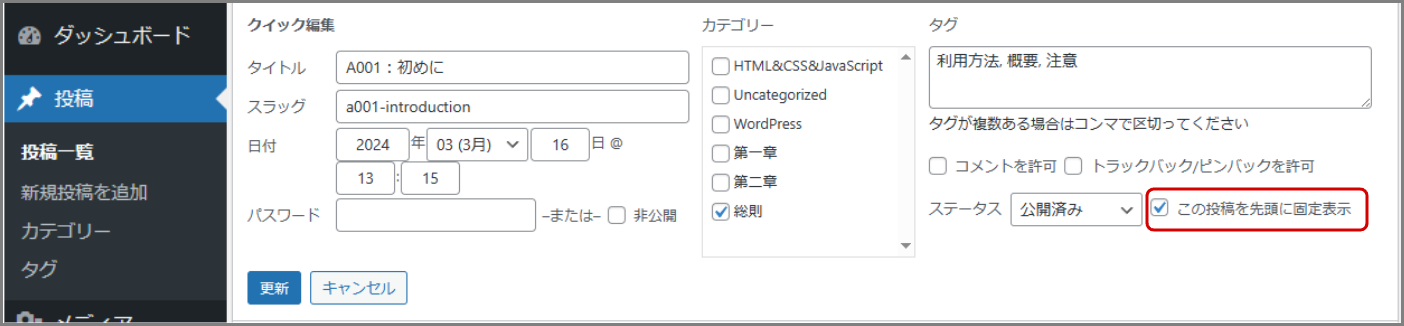 ダッシュボード
投稿
投稿一覧
新規投稿を追加
カテゴリー
タグ
メディア
クイック編集
タイトル A001：初めに
スラッグ a001-introduction
日付 2024 年 03 (3月) 16 日 @
13 : 15
パスワード –または– 非公開
カテゴリー
HTML&CSS&JavaScript
Uncategorized
WordPress
第一章
第二章
総則
タグ
利用方法, 概要, 注意
タグが複数ある場合はコンマで区切ってください
コメントを許可 トラックバック/ピンバックを許可
ステータス 公開済み この投稿を先頭に固定表示
更新 キャンセル